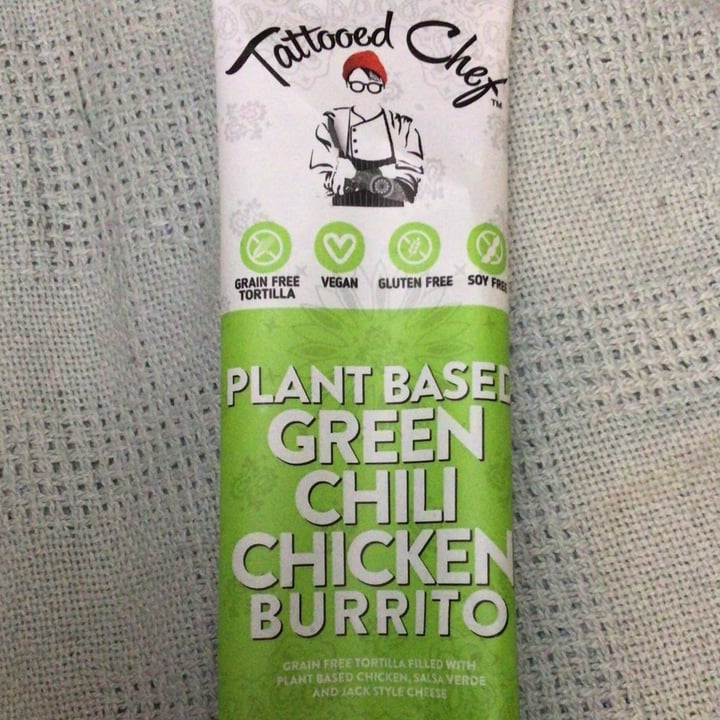 Tattooed Chef™
GRAIN FREE TORTILLA
VEGAN
GLUTEN FREE
SOY FREE
PLANT BASED
GREEN
CHILI
CHICKEN
BURRITO
GRAIN FREE TORTILLA FILLED WITH
PLANT BASED CHICKEN, SALSA VERDE
AND JACK STYLE CHEESE